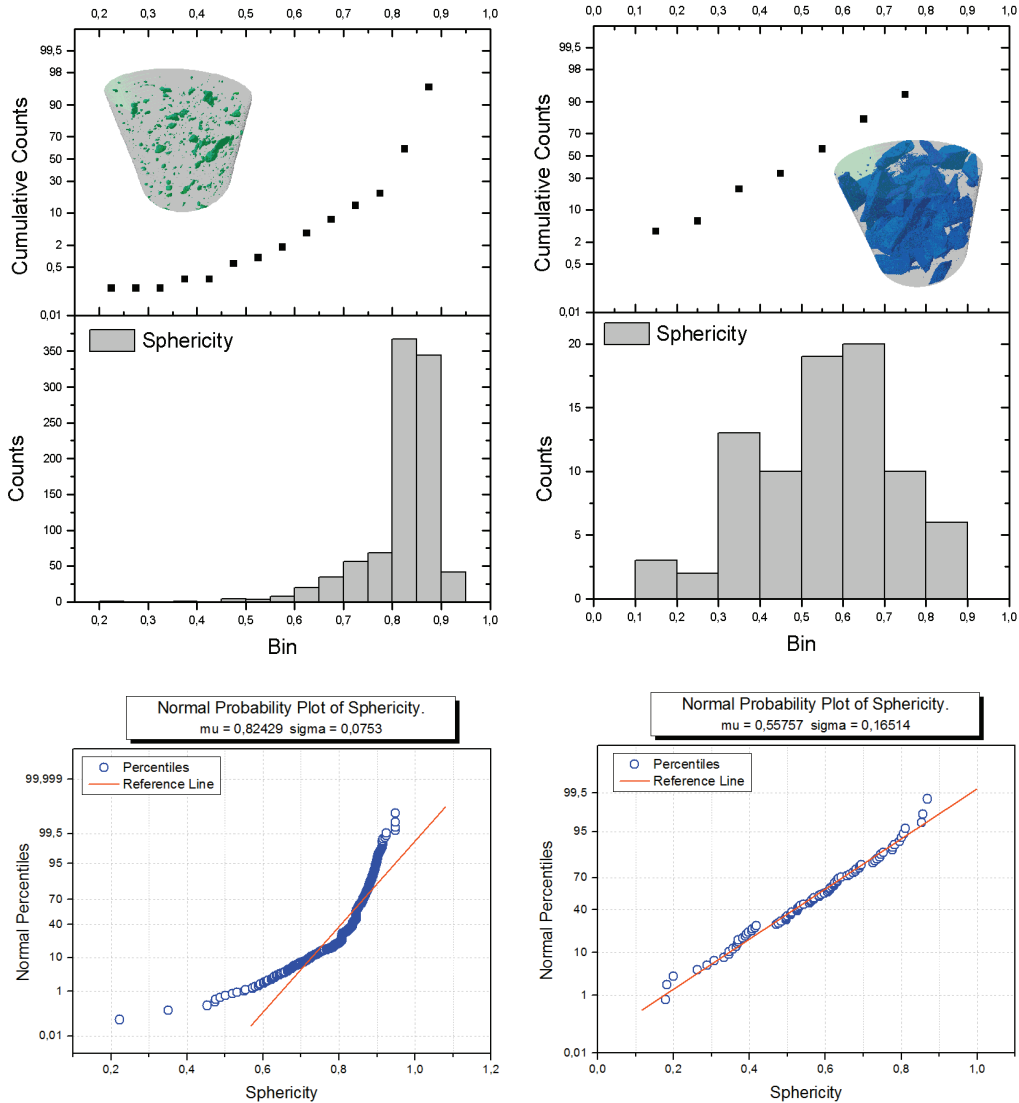 0,2 0,3 0,4 0,5 0,6 0,7 0,8 0,9 1,0
99,5
98
90
70
50
30
10
2
0,5
0,01
Cumulative Counts
Sphericity
350
300
250
200
150
100
50
0
Counts
0,2 0,3 0,4 0,5 0,6 0,7 0,8 0,9 1,0
Bin
0,0 0,1 0,2 0,3 0,4 0,5 0,6 0,7 0,8 0,9 1,0
99,5
98
90
70
50
30
10
2
0,5
0,01
Cumulative Counts
Sphericity
20
15
10
5
0
Counts
0,0 0,1 0,2 0,3 0,4 0,5 0,6 0,7 0,8 0,9 1,0
Bin
Normal Probability Plot of Sphericity.
mu = 0,82429 sigma = 0,0753
Percentiles
Reference Line
99,999
99,5
95
70
40
10
1
0,01
Normal Percentiles
0,2 0,4 0,6 0,8 1,0 1,2
Sphericity
Normal Probability Plot of Sphericity.
mu = 0,55757 sigma = 0,16514
Percentiles
Reference Line
99,5
95
70
40
10
1
0,01
Normal Percentiles
0,0 0,2 0,4 0,6 0,8 1,0
Sphericity